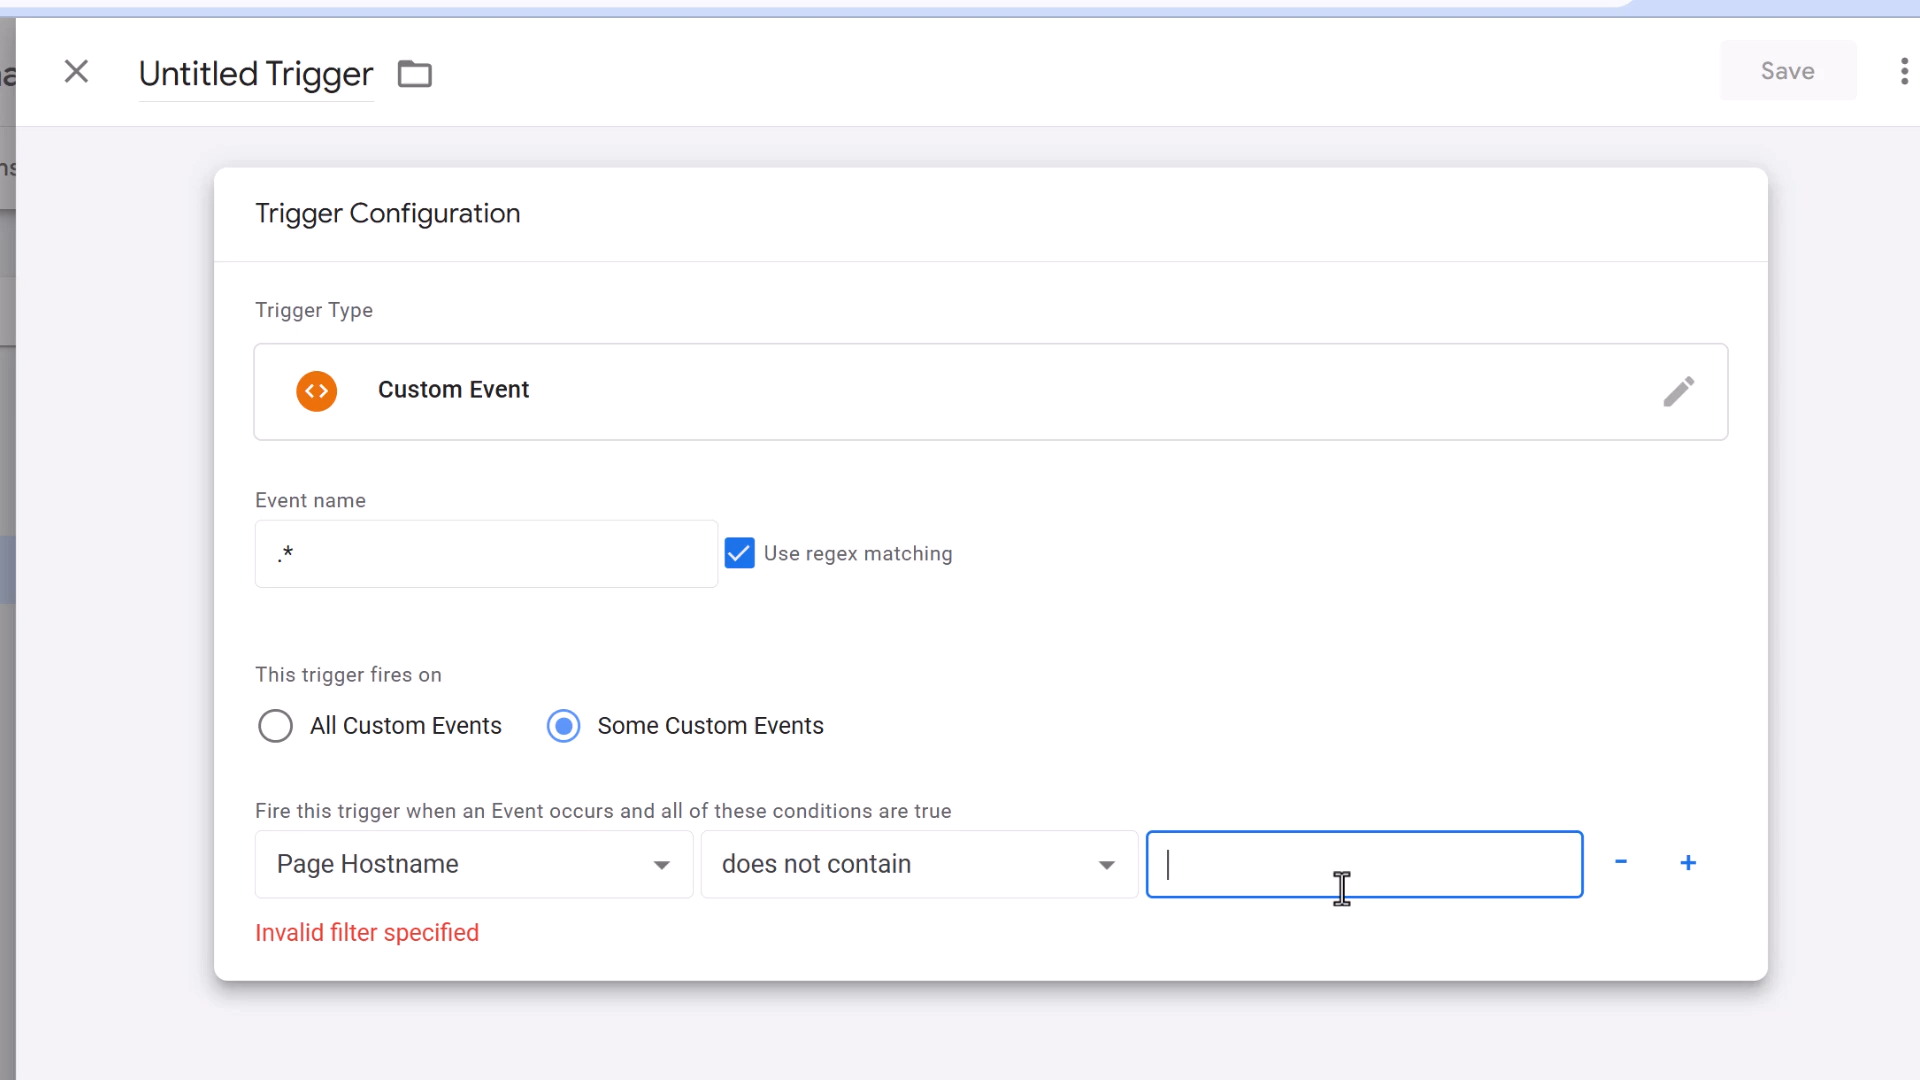 Untitled Trigger
Save
Trigger Configuration
Trigger Type
Custom Event
Event name
.*
Use regex matching
This trigger fires on
All Custom Events
Some Custom Events
Fire this trigger when an Event occurs and all of these conditions are true
Page Hostname
does not contain
Invalid filter specified